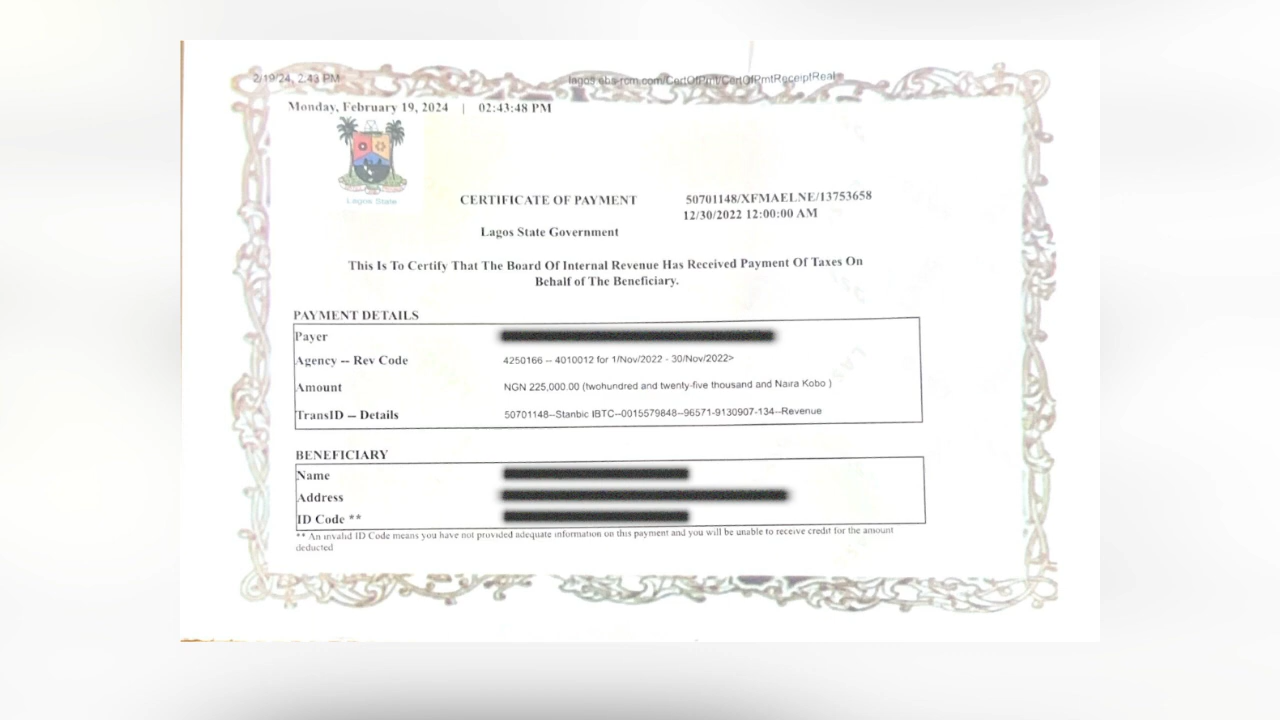 2/19/24, 2:43 PM
lagos.ebs-rcm.com/CertOfPmt/CertOfPmtReceiptReal
Monday, February 19, 2024 | 02:43:48 PM
Lagos State
CERTIFICATE OF PAYMENT 50701148/XFMAELNE/13753658
12/30/2022 12:00:00 AM
Lagos State Government
This Is To Certify That The Board Of Internal Revenue Has Received Payment Of Taxes On
Behalf of The Beneficiary.
PAYMENT DETAILS
Payer
Agency -- Rev Code 4250166 -- 4010012 for 1/Nov/2022 - 30/Nov/2022>
Amount NGN 225,000.00 (twohundred and twenty-five thousand and Naira Kobo )
TransID -- Details 50701148--Stanbic IBTC--0015579848--96571-9130907-134--Revenue
BENEFICIARY
Name
Address
ID Code **
** An invalid ID Code means you have not provided adequate information on this payment and you will be unable to receive credit for the amount
deducted